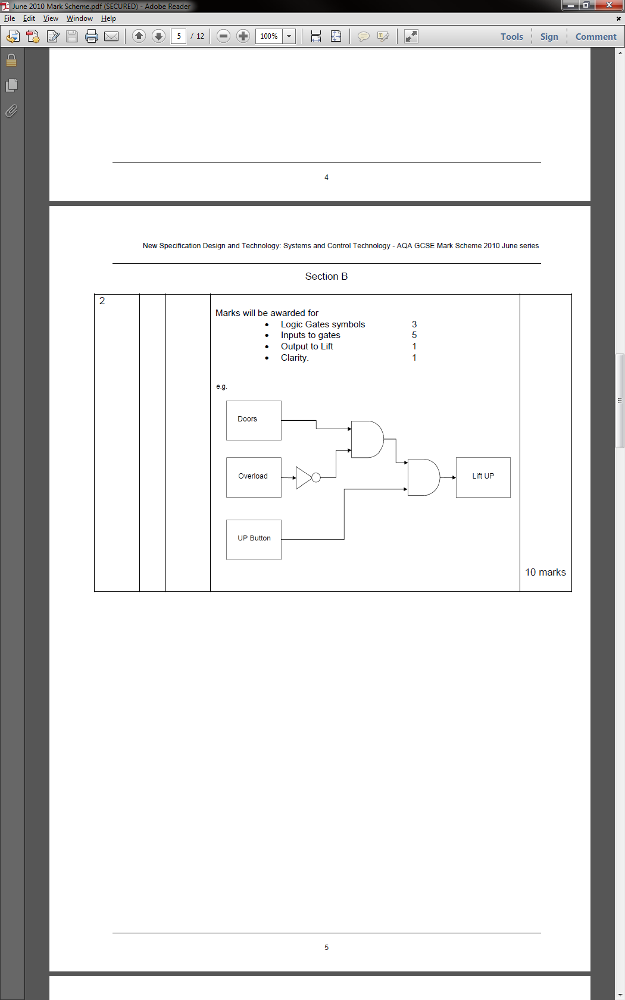 June 2010 Mark Scheme.pdf (SECURED) - Adobe Reader
File Edit View Window Help
5 / 12 100% Tools Sign Comment
4
New Specification Design and Technology: Systems and Control Technology - AQA GCSE Mark Scheme 2010 June series
Section B
2
Marks will be awarded for
• Logic Gates symbols 3
• Inputs to gates 5
• Output to Lift 1
• Clarity. 1
e.g.
Doors
Overload
Lift UP
UP Button
10 marks
5